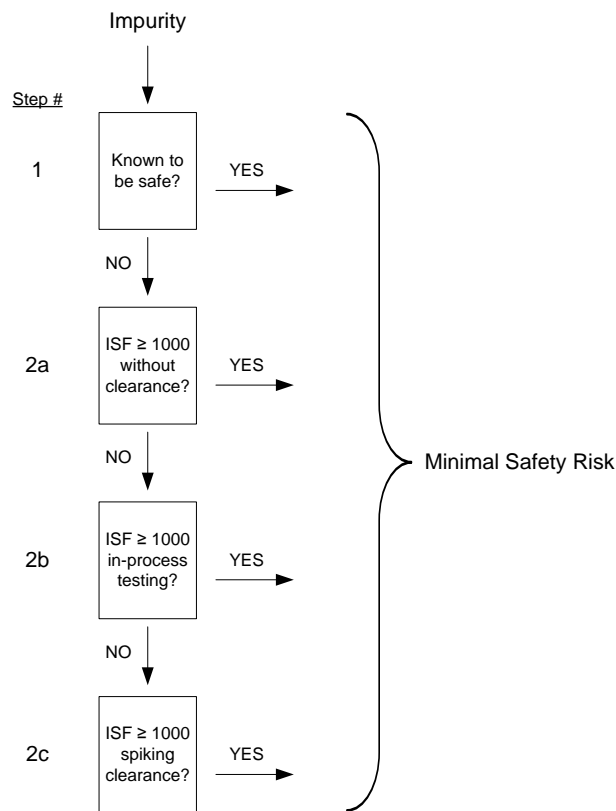 Impurity
Step #
1
Known to
be safe?
YES
NO
2a
ISF ≥ 1000
without
clearance?
YES
NO
2b
ISF ≥ 1000
in-process
testing?
YES
NO
2c
ISF ≥ 1000
spiking
clearance?
YES
Minimal Safety Risk